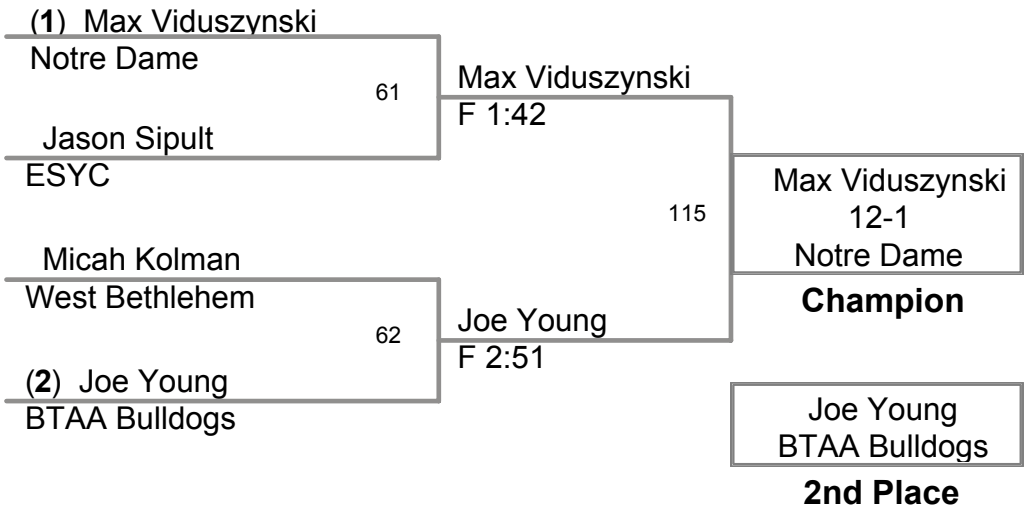 (1) Max Viduszynski
Notre Dame
61
Jason Sipult
ESYC
Max Viduszynski
F 1:42
Micah Kolman
West Bethlehem
62
(2) Joe Young
BTAA Bulldogs
Joe Young
F 2:51
115
Max Viduszynski
12-1
Notre Dame
Champion
Joe Young
BTAA Bulldogs
2nd Place